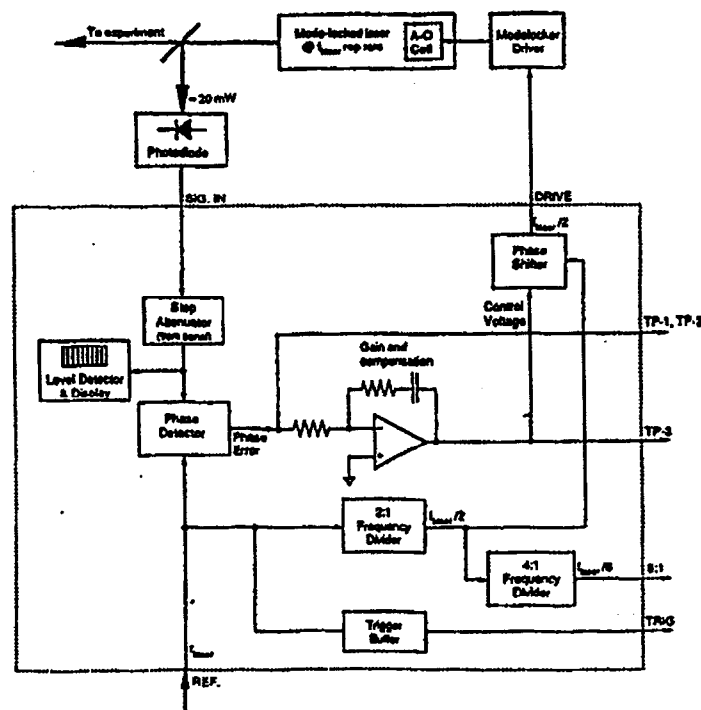 To experiment
Mode-locked laser
@ f_laser rep rate
A-O
Cell
Modelocker
Driver
~20 mW
Photodiode
SIG. IN
DRIVE
f_laser/2
Phase
Shifter
Step
Attenuator
Control
Voltage
TP-1, TP-2
Gain and
compensation
Level Detector
& Display
Phase
Detector
Phase
Error
TP-3
2:1
Frequency
Divider
f_laser/2
4:1
Frequency
Divider
f_laser/8
8:1
Trigger
Buffer
TRIG
f_laser
REF.